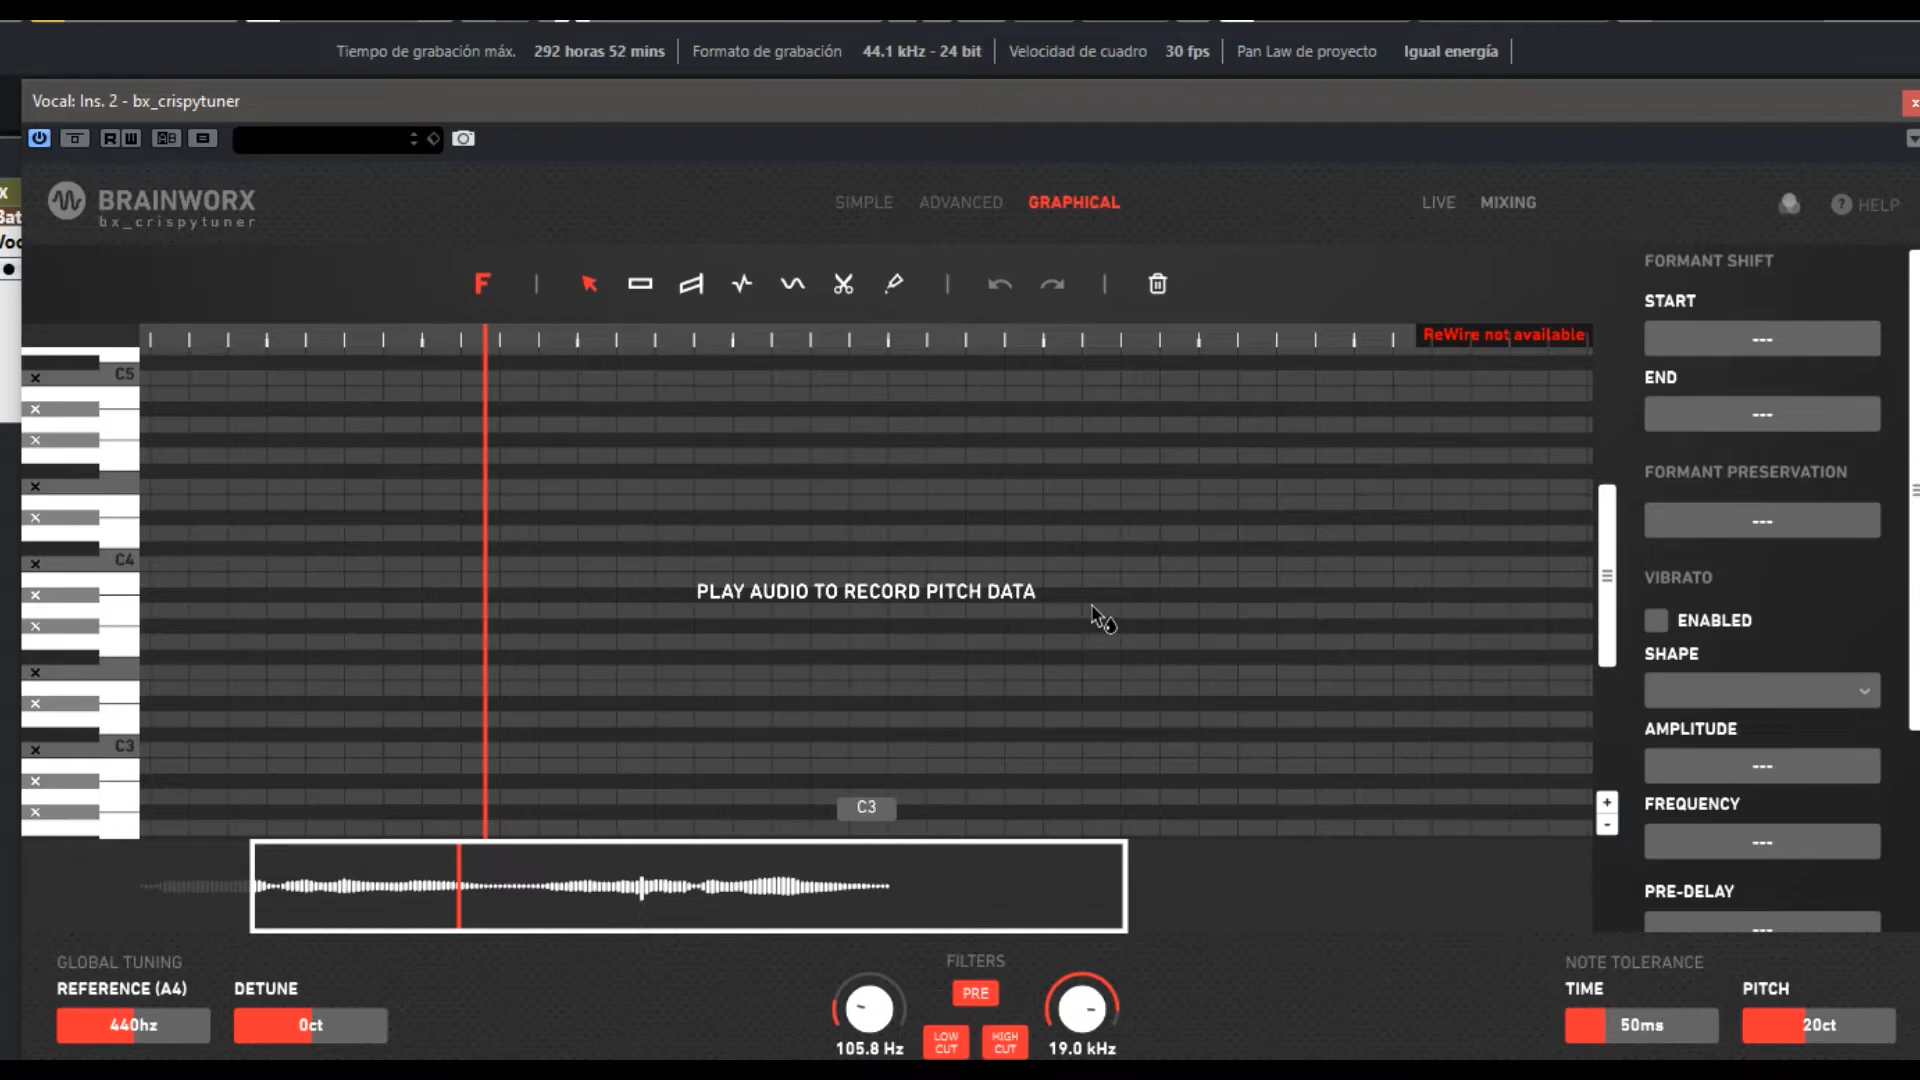 Tiempo de grabación máx. 292 horas 52 mins Formato de grabación 44.1 kHz - 24 bit Velocidad de cuadro 30 fps Pan Law de proyecto Igual energía
Vocal: Ins. 2 - bx_crispytuner
R W AB
BRAINWORX
bx_crispytuner
SIMPLE ADVANCED GRAPHICAL LIVE MIXING ? HELP
F
ReWire not available
C5
C4
C3
PLAY AUDIO TO RECORD PITCH DATA
C3
+
-
FORMANT SHIFT
START
---
END
---
FORMANT PRESERVATION
---
VIBRATO
ENABLED
SHAPE
AMPLITUDE
---
FREQUENCY
---
PRE-DELAY
---
GLOBAL TUNING
REFERENCE (A4) DETUNE
440hz 0ct
FILTERS
PRE
LOW CUT
HIGH CUT
105.8 Hz 19.0 kHz
NOTE TOLERANCE
TIME PITCH
50ms 20ct